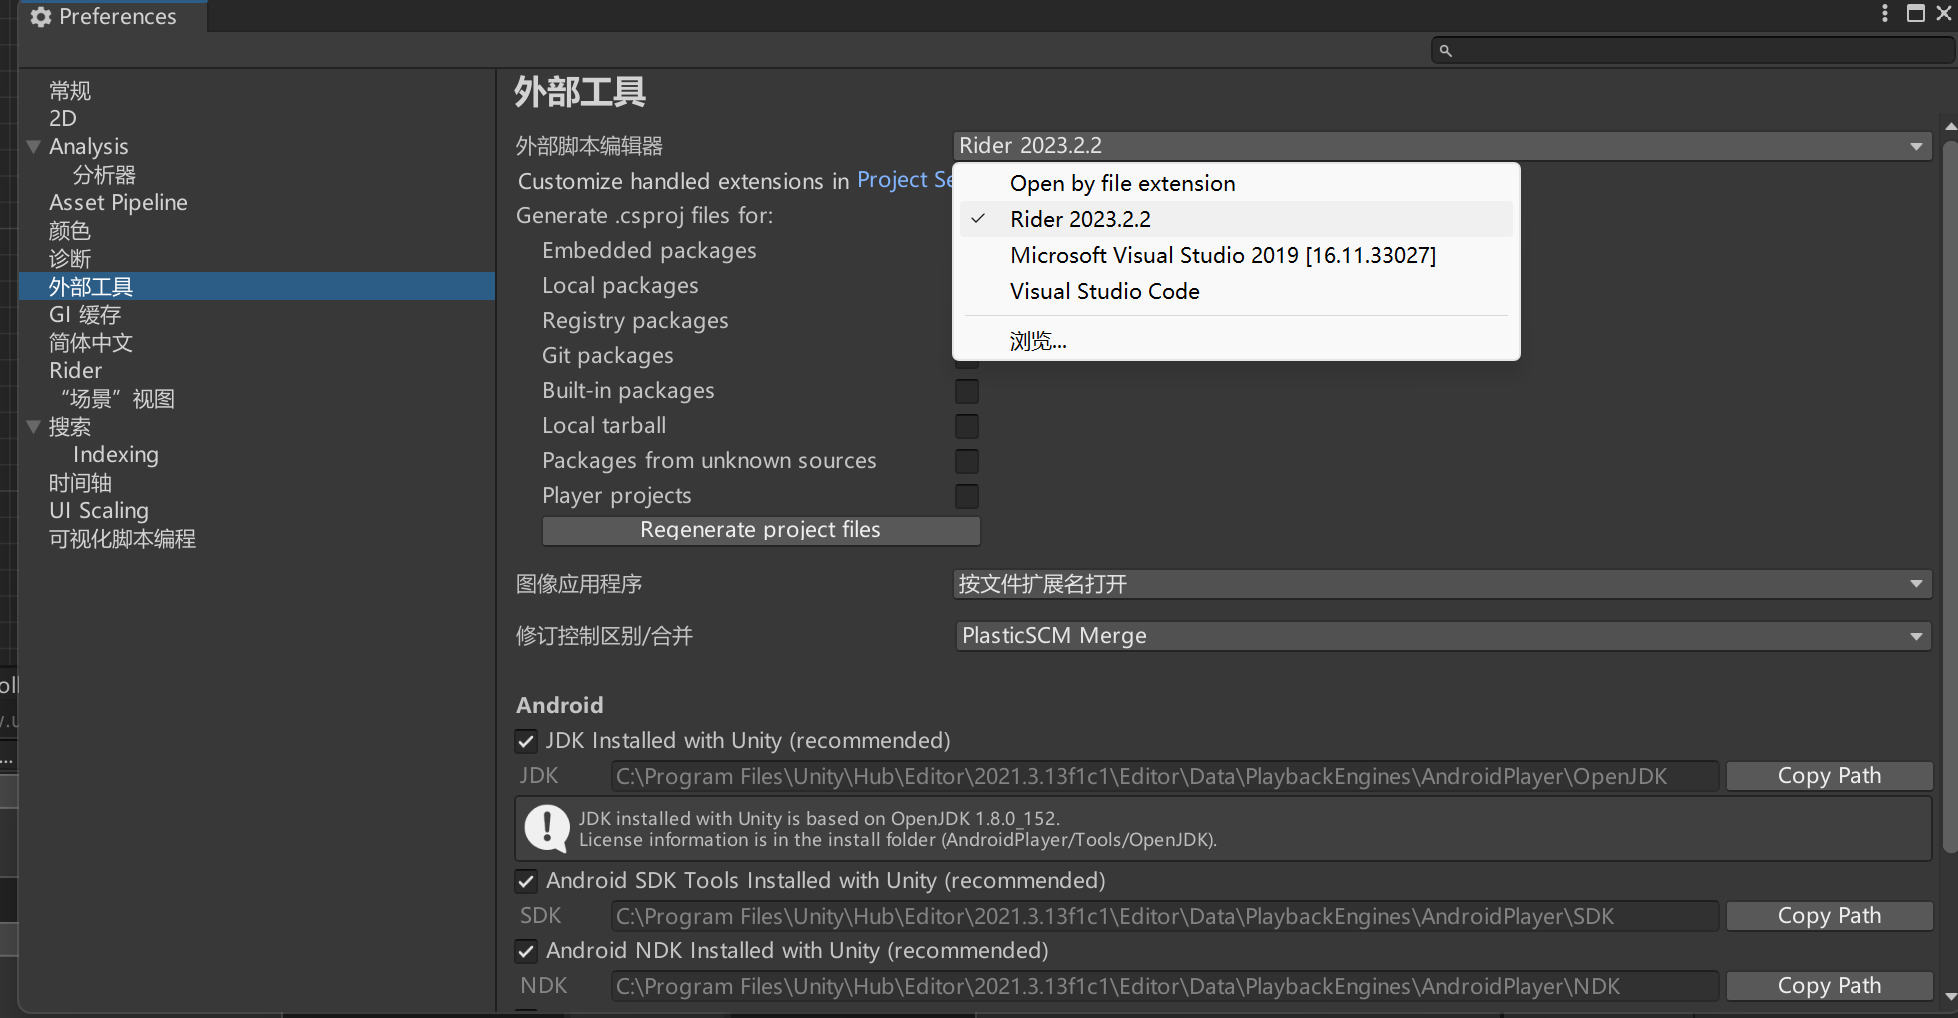 Preferences
常规
2D
Analysis
分析器
Asset Pipeline
颜色
诊断
外部工具
GI 缓存
简体中文
Rider
“场景”视图
搜索
Indexing
时间轴
UI Scaling
可视化脚本编程
外部工具
外部脚本编辑器 Rider 2023.2.2
Customize handled extensions in Project Se
Generate .csproj files for:
Embedded packages
Local packages
Registry packages
Git packages
Built-in packages
Local tarball
Packages from unknown sources
Player projects
Regenerate project files
Open by file extension
Rider 2023.2.2
Microsoft Visual Studio 2019 [16.11.33027]
Visual Studio Code
浏览...
图像应用程序 按文件扩展名打开
修订控制区别/合并 PlasticSCM Merge
Android
JDK Installed with Unity (recommended)
JDK C:\Program Files\Unity\Hub\Editor\2021.3.13f1c1\Editor\Data\PlaybackEngines\AndroidPlayer\OpenJDK Copy Path
JDK installed with Unity is based on OpenJDK 1.8.0_152.
License information is in the install folder (AndroidPlayer/Tools/OpenJDK).
Android SDK Tools Installed with Unity (recommended)
SDK C:\Program Files\Unity\Hub\Editor\2021.3.13f1c1\Editor\Data\PlaybackEngines\AndroidPlayer\SDK Copy Path
Android NDK Installed with Unity (recommended)
NDK C:\Program Files\Unity\Hub\Editor\2021.3.13f1c1\Editor\Data\PlaybackEngines\AndroidPlayer\NDK Copy Path